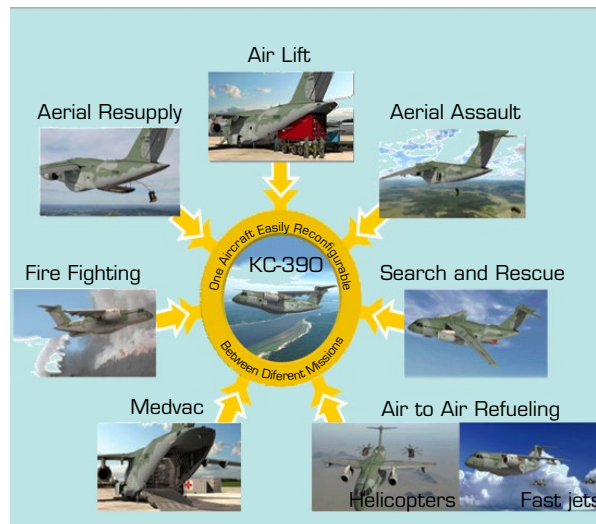 Air Lift
Aerial Resupply
Aerial Assault
One Aircraft Easily Reconfigurable
KC-390
Fire Fighting
Search and Rescue
Between Diferent Missions
Medvac
Air to Air Refueling
Helicopters
Fast jets